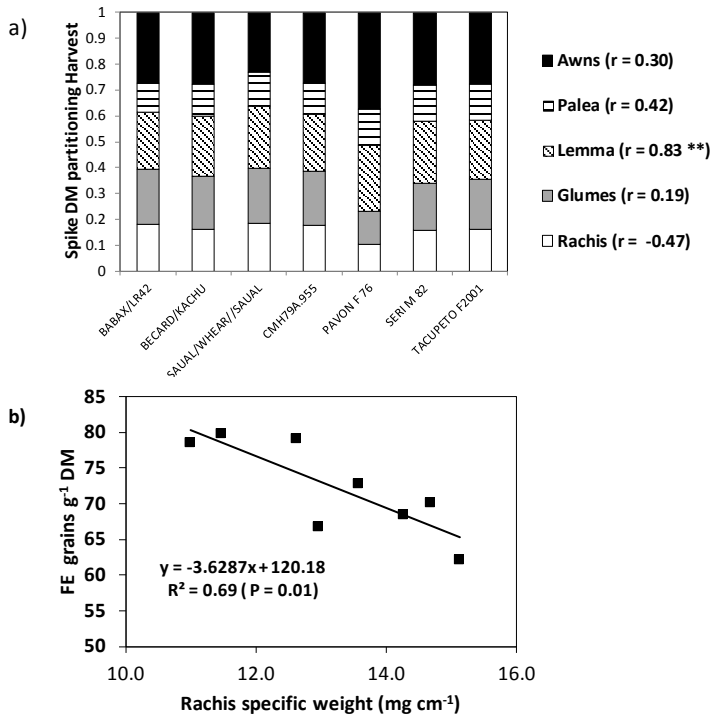 a)
Spike DM partitioning Harvest
1
0.9
0.8
0.7
0.6
0.5
0.4
0.3
0.2
0.1
0
BABAX/LR42
BECARD/KACHU
SAUAL/WHEAR//SAUAL
CMH79A.955
PAVON F 76
SERI M 82
TACUPETO F2001
Awns (r = 0.30)
Palea (r = 0.42)
Lemma (r = 0.83 **)
Glumes (r = 0.19)
Rachis (r = -0.47)
b)
FE grains g-1 DM
85
80
75
70
65
60
55
50
y = -3.6287x + 120.18
R² = 0.69 ( P = 0.01)
10.0 12.0 14.0 16.0
Rachis specific weight (mg cm-1)